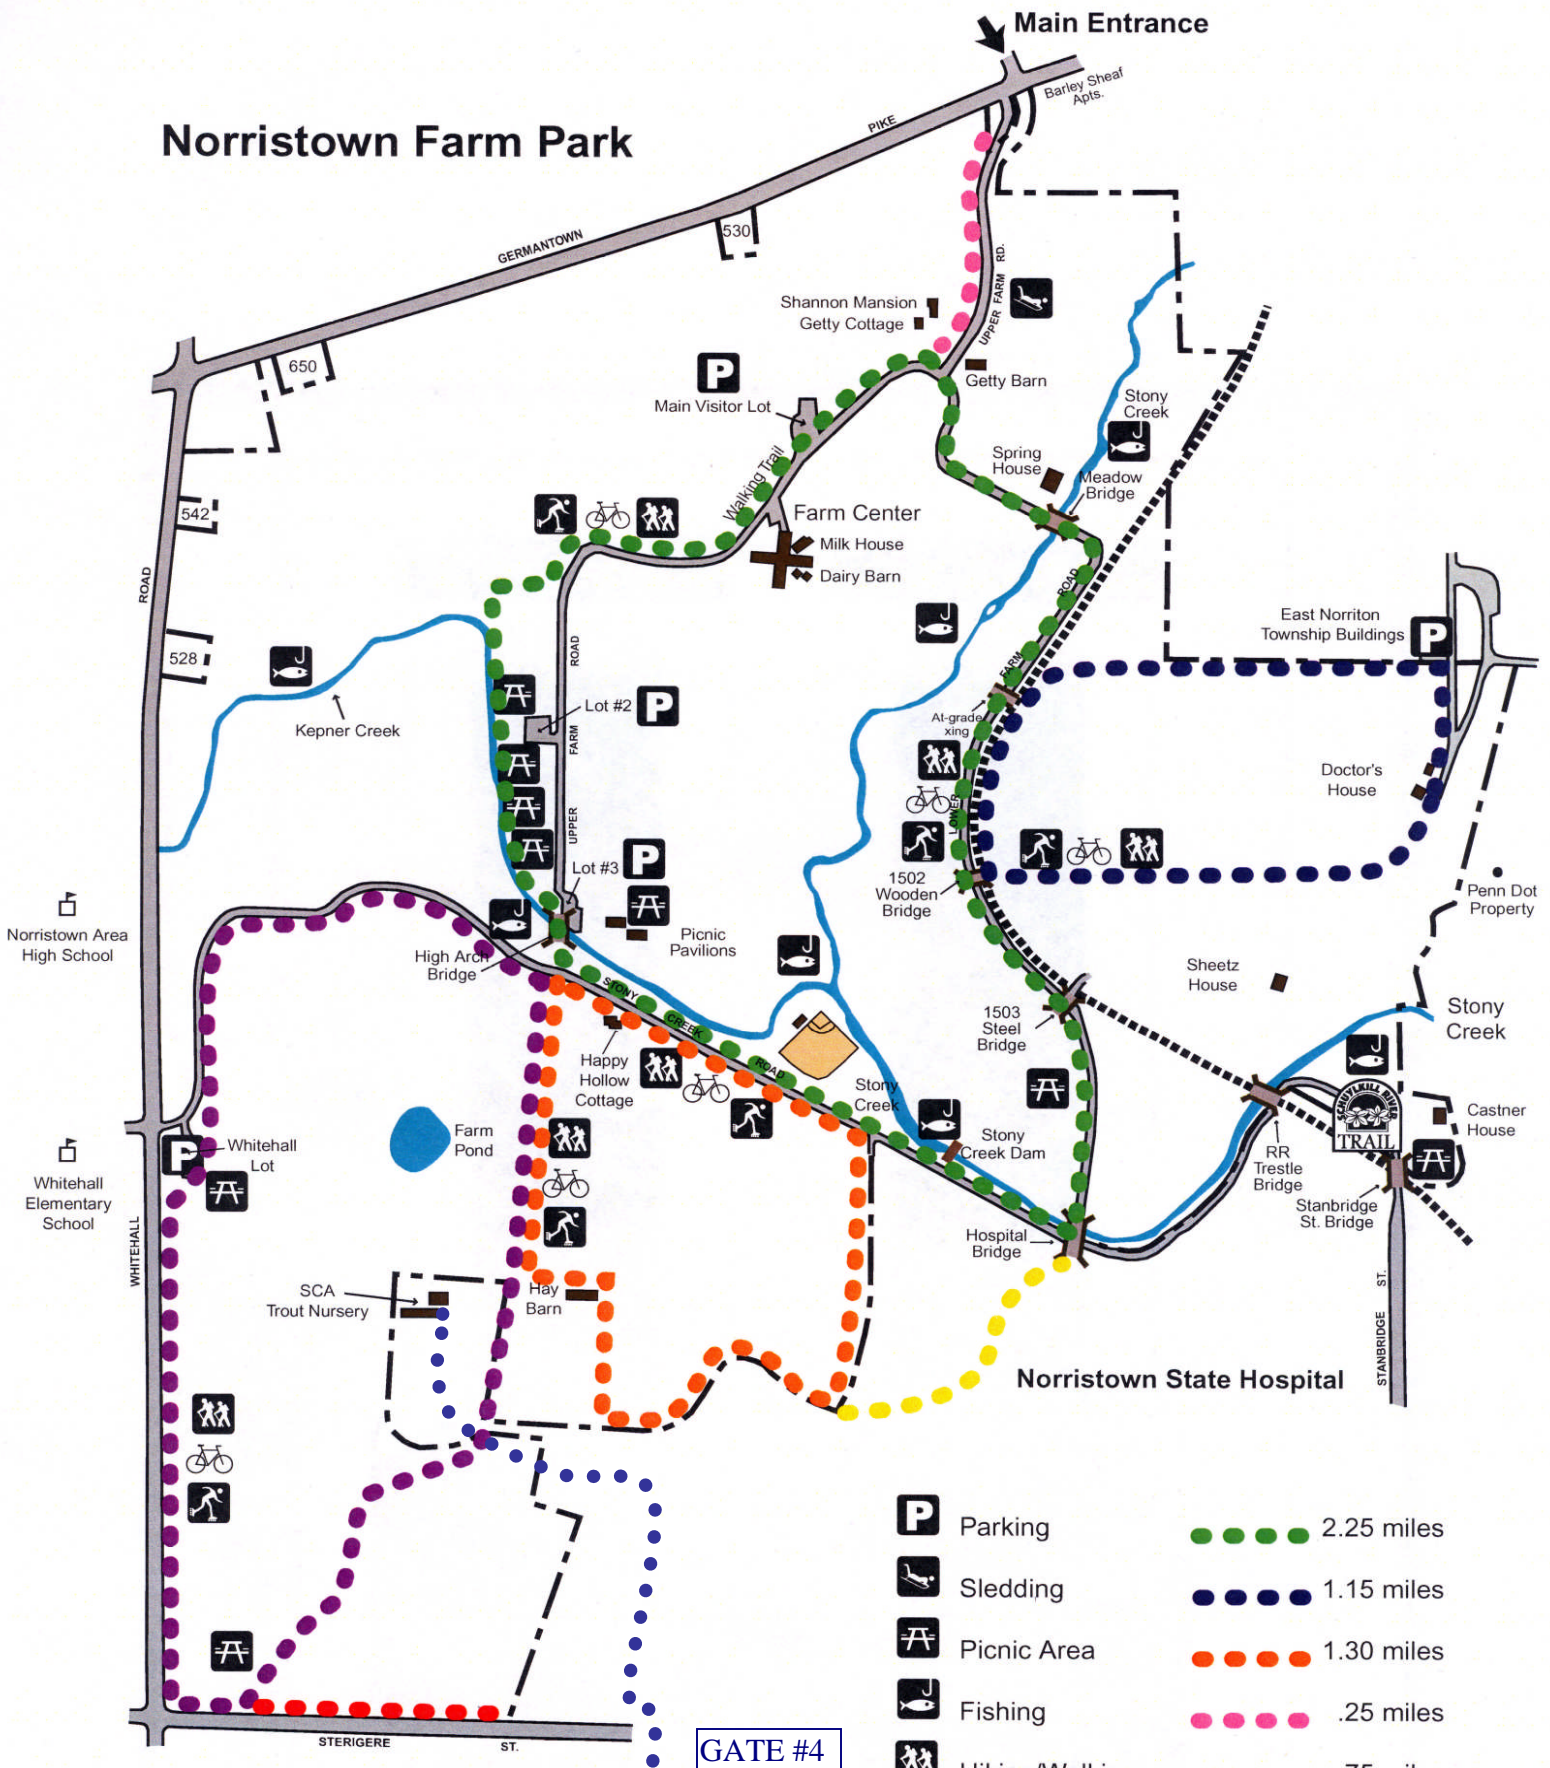 Main Entrance
Barley Sheaf
Apts.
PIKE
Norristown Farm Park
530
GERMANTOWN
UPPER FARM RD.
Shannon Mansion
Getty Cottage
650
P
Main Visitor Lot
Getty Barn
Stony
Creek
Spring
House
Meadow
Bridge
Walking Trail
542
Farm Center
Milk House
Dairy Barn
ROAD
ROAD
East Norriton
Township Buildings
P
528
ROAD
FARM
Lot #2
P
Kepner Creek
At-grade
xing
FARM
Doctor's
House
LOWER
UPPER
Lot #3
P
1502
Wooden
Bridge
Penn Dot
Property
Norristown Area
High School
High Arch
Bridge
Picnic
Pavilions
Sheetz
House
STONY
CREEK
ROAD
1503
Steel
Bridge
Stony
Creek
Happy
Hollow
Cottage
Stony
Creek
SCHUYLKILL RIVER
TRAIL
Castner
House
Farm
Pond
P
Whitehall
Lot
Stony
Creek Dam
RR
Trestle
Bridge
Whitehall
Elementary
School
Stanbridge
St. Bridge
Hospital
Bridge
WHITEHALL
SCA
Trout Nursery
Hay
Barn
STANBRIDGE ST.
Norristown State Hospital
P Parking
2.25 miles
Sledding
1.15 miles
Picnic Area
1.30 miles
Fishing
.25 miles
STERIGERE ST.
GATE #4